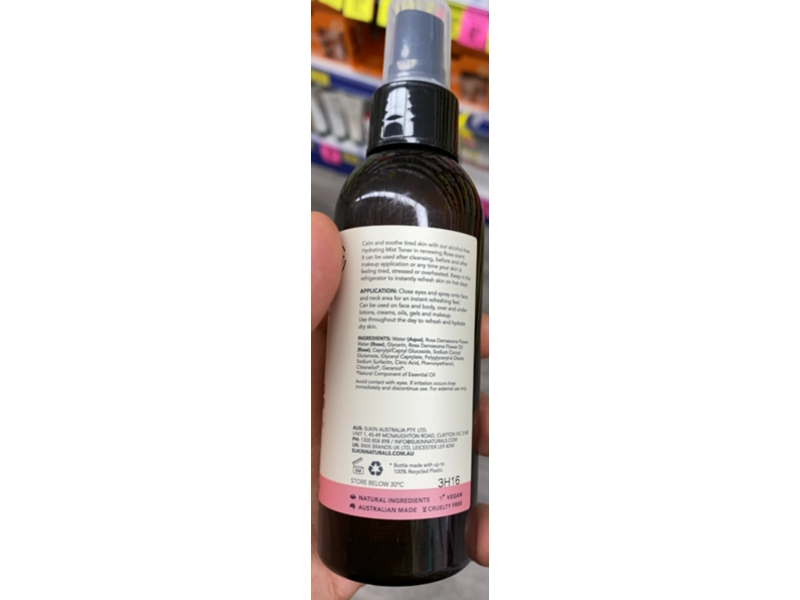 Calm and soothe tired skin with our alcohol-free
Hydrating Mist Toner in renewing Rose scent.
It can be used after cleansing, before and after
makeup application or any time your skin is
feeling tired, stressed or overheated. Keep in the
refrigerator to instantly refresh skin on hot days.
APPLICATION: Close eyes and spray onto face
and neck area for an instant refreshing feel.
Can be used on face and body, over and under
lotions, creams, oils, gels and makeup.
Use throughout the day to refresh and hydrate
dry skin.
INGREDIENTS: Water (Aqua), Rosa Damascena Flower
Water (Rose), Glycerin, Rosa Damascena Flower Oil
(Rose), Caprylyl/Capryl Glucoside, Sodium Cocoyl
Glutamate, Glyceryl Caprylate, Polyglyceryl-6 Oleate,
Sodium Surfactin, Citric Acid, Phenoxyethanol,
Citronellol*, Geraniol*.
*Natural Component of Essential Oil
Avoid contact with eyes. If irritation occurs rinse
immediately and discontinue use. For external use only.
AUS: SUKIN AUSTRALIA PTY. LTD.
UNIT 1, 45-49 MCNAUGHTON ROAD, CLAYTON VIC
PH: 1300 858 898 / INFO@SUKINNATURALS.COM
UK: BWX BRANDS UK LTD, LEICESTER
SUKINNATURALS.COM.AU
* Bottle made with up to
100% Recycled Plastic
STORE BELOW 30°C
3H16
NATURAL INGREDIENTS VEGAN
AUSTRALIAN MADE CRUELTY FREE